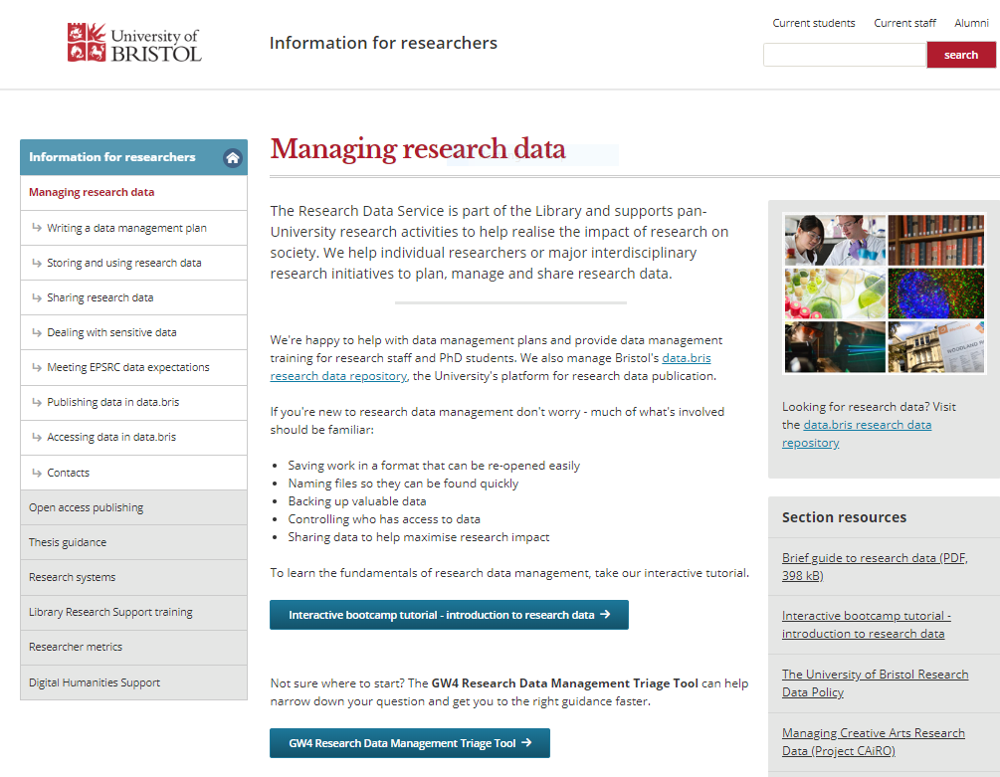 University of
BRISTOL
Information for researchers
Current students
Current staff
Alumni
search
Information for researchers
Managing research data
Writing a data management plan
Storing and using research data
Sharing research data
Dealing with sensitive data
Meeting EPSRC data expectations
Publishing data in data.bris
Accessing data in data.bris
Contacts
Open access publishing
Thesis guidance
Research systems
Library Research Support training
Researcher metrics
Digital Humanities Support
Managing research data
The Research Data Service is part of the Library and supports pan-
University research activities to help realise the impact of research on
society. We help individual researchers or major interdisciplinary
research initiatives to plan, manage and share research data.
We're happy to help with data management plans and provide data management
training for research staff and PhD students. We also manage Bristol's data.bris
research data repository, the University's platform for research data publication.
If you're new to research data management don't worry - much of what's involved
should be familiar:
• Saving work in a format that can be re-opened easily
• Naming files so they can be found quickly
• Backing up valuable data
• Controlling who has access to data
• Sharing data to help maximise research impact
To learn the fundamentals of research data management, take our interactive tutorial.
Interactive bootcamp tutorial - introduction to research data →
Not sure where to start? The GW4 Research Data Management Triage Tool can help
narrow down your question and get you to the right guidance faster.
GW4 Research Data Management Triage Tool →
WOODLAND
Looking for research data? Visit
the data.bris research data
repository
Section resources
Brief guide to research data (PDF,
398 kB)
Interactive bootcamp tutorial -
introduction to research data
The University of Bristol Research
Data Policy
Managing Creative Arts Research
Data (Project CAiRO)